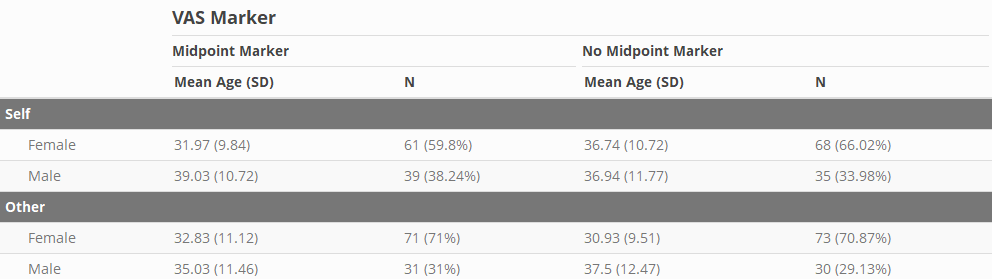 VAS Marker
Midpoint Marker No Midpoint Marker
Mean Age (SD) N Mean Age (SD) N
Self
Female 31.97 (9.84) 61 (59.8%) 36.74 (10.72) 68 (66.02%)
Male 39.03 (10.72) 39 (38.24%) 36.94 (11.77) 35 (33.98%)
Other
Female 32.83 (11.12) 71 (71%) 30.93 (9.51) 73 (70.87%)
Male 35.03 (11.46) 31 (31%) 37.5 (12.47) 30 (29.13%)